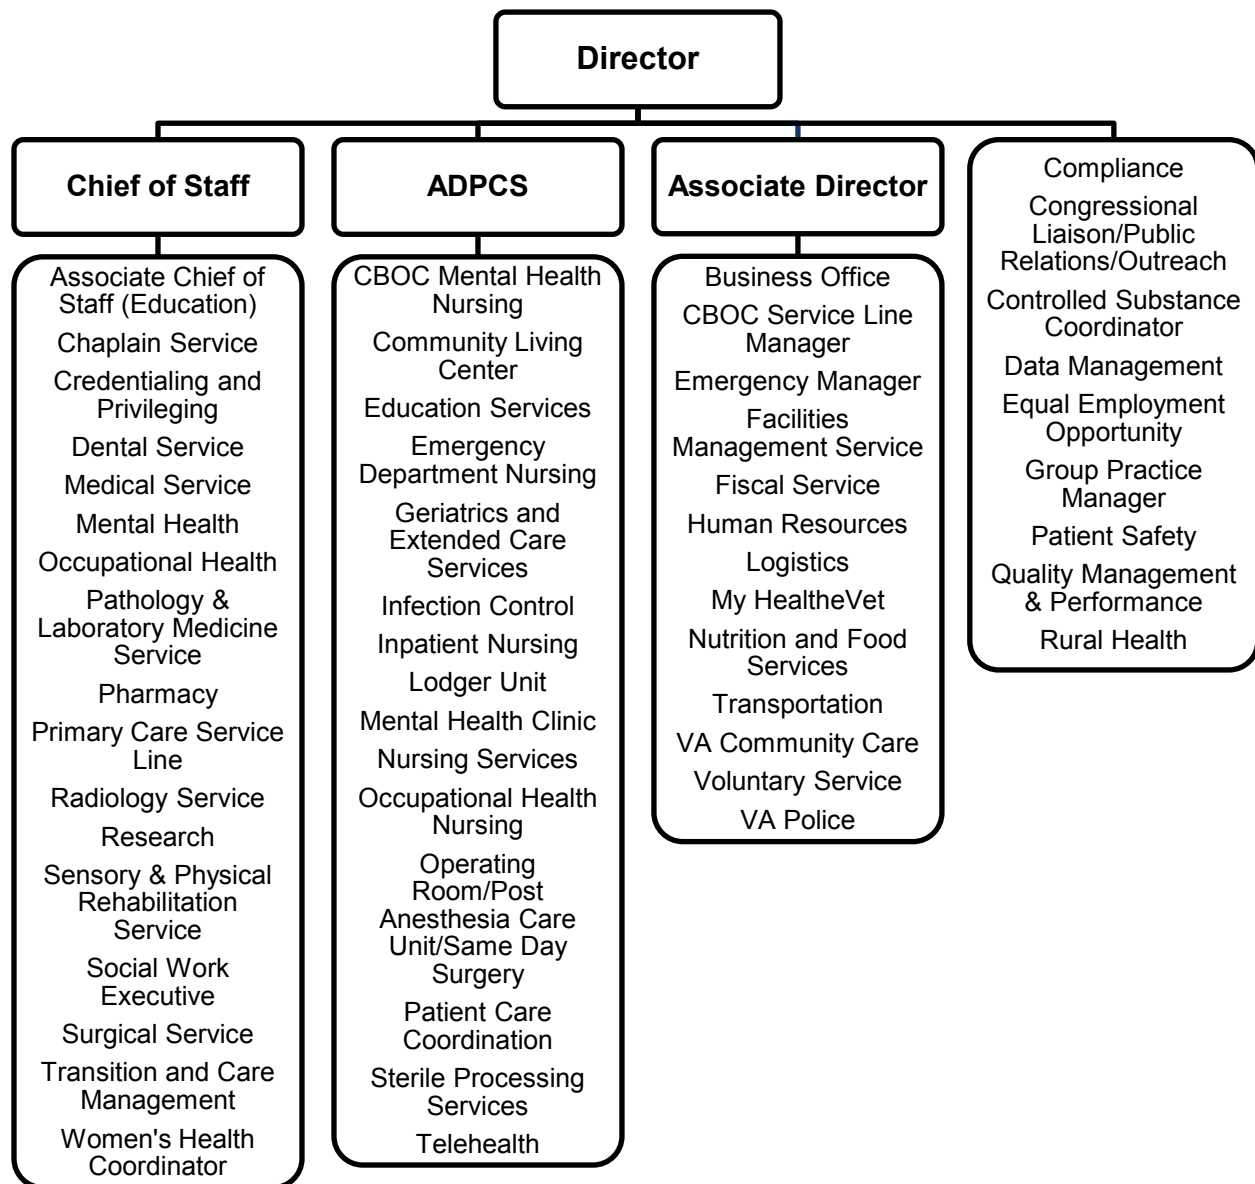 Director
Chief of Staff
Associate Chief of
Staff (Education)
Chaplain Service
Credentialing and
Privileging
Dental Service
Medical Service
Mental Health
Occupational Health
Pathology &
Laboratory Medicine
Service
Pharmacy
Primary Care Service
Line
Radiology Service
Research
Sensory & Physical
Rehabilitation
Service
Social Work
Executive
Surgical Service
Transition and Care
Management
Women's Health
Coordinator
ADPCS
CBOC Mental Health
Nursing
Community Living
Center
Education Services
Emergency
Department Nursing
Geriatrics and
Extended Care
Services
Infection Control
Inpatient Nursing
Lodger Unit
Mental Health Clinic
Nursing Services
Occupational Health
Nursing
Operating
Room/Post
Anesthesia Care
Unit/Same Day
Surgery
Patient Care
Coordination
Sterile Processing
Services
Telehealth
Associate Director
Business Office
CBOC Service Line
Manager
Emergency Manager
Facilities
Management Service
Fiscal Service
Human Resources
Logistics
My HealtheVet
Nutrition and Food
Services
Transportation
VA Community Care
Voluntary Service
VA Police
Compliance
Congressional
Liaison/Public
Relations/Outreach
Controlled Substance
Coordinator
Data Management
Equal Employment
Opportunity
Group Practice
Manager
Patient Safety
Quality Management
& Performance
Rural Health